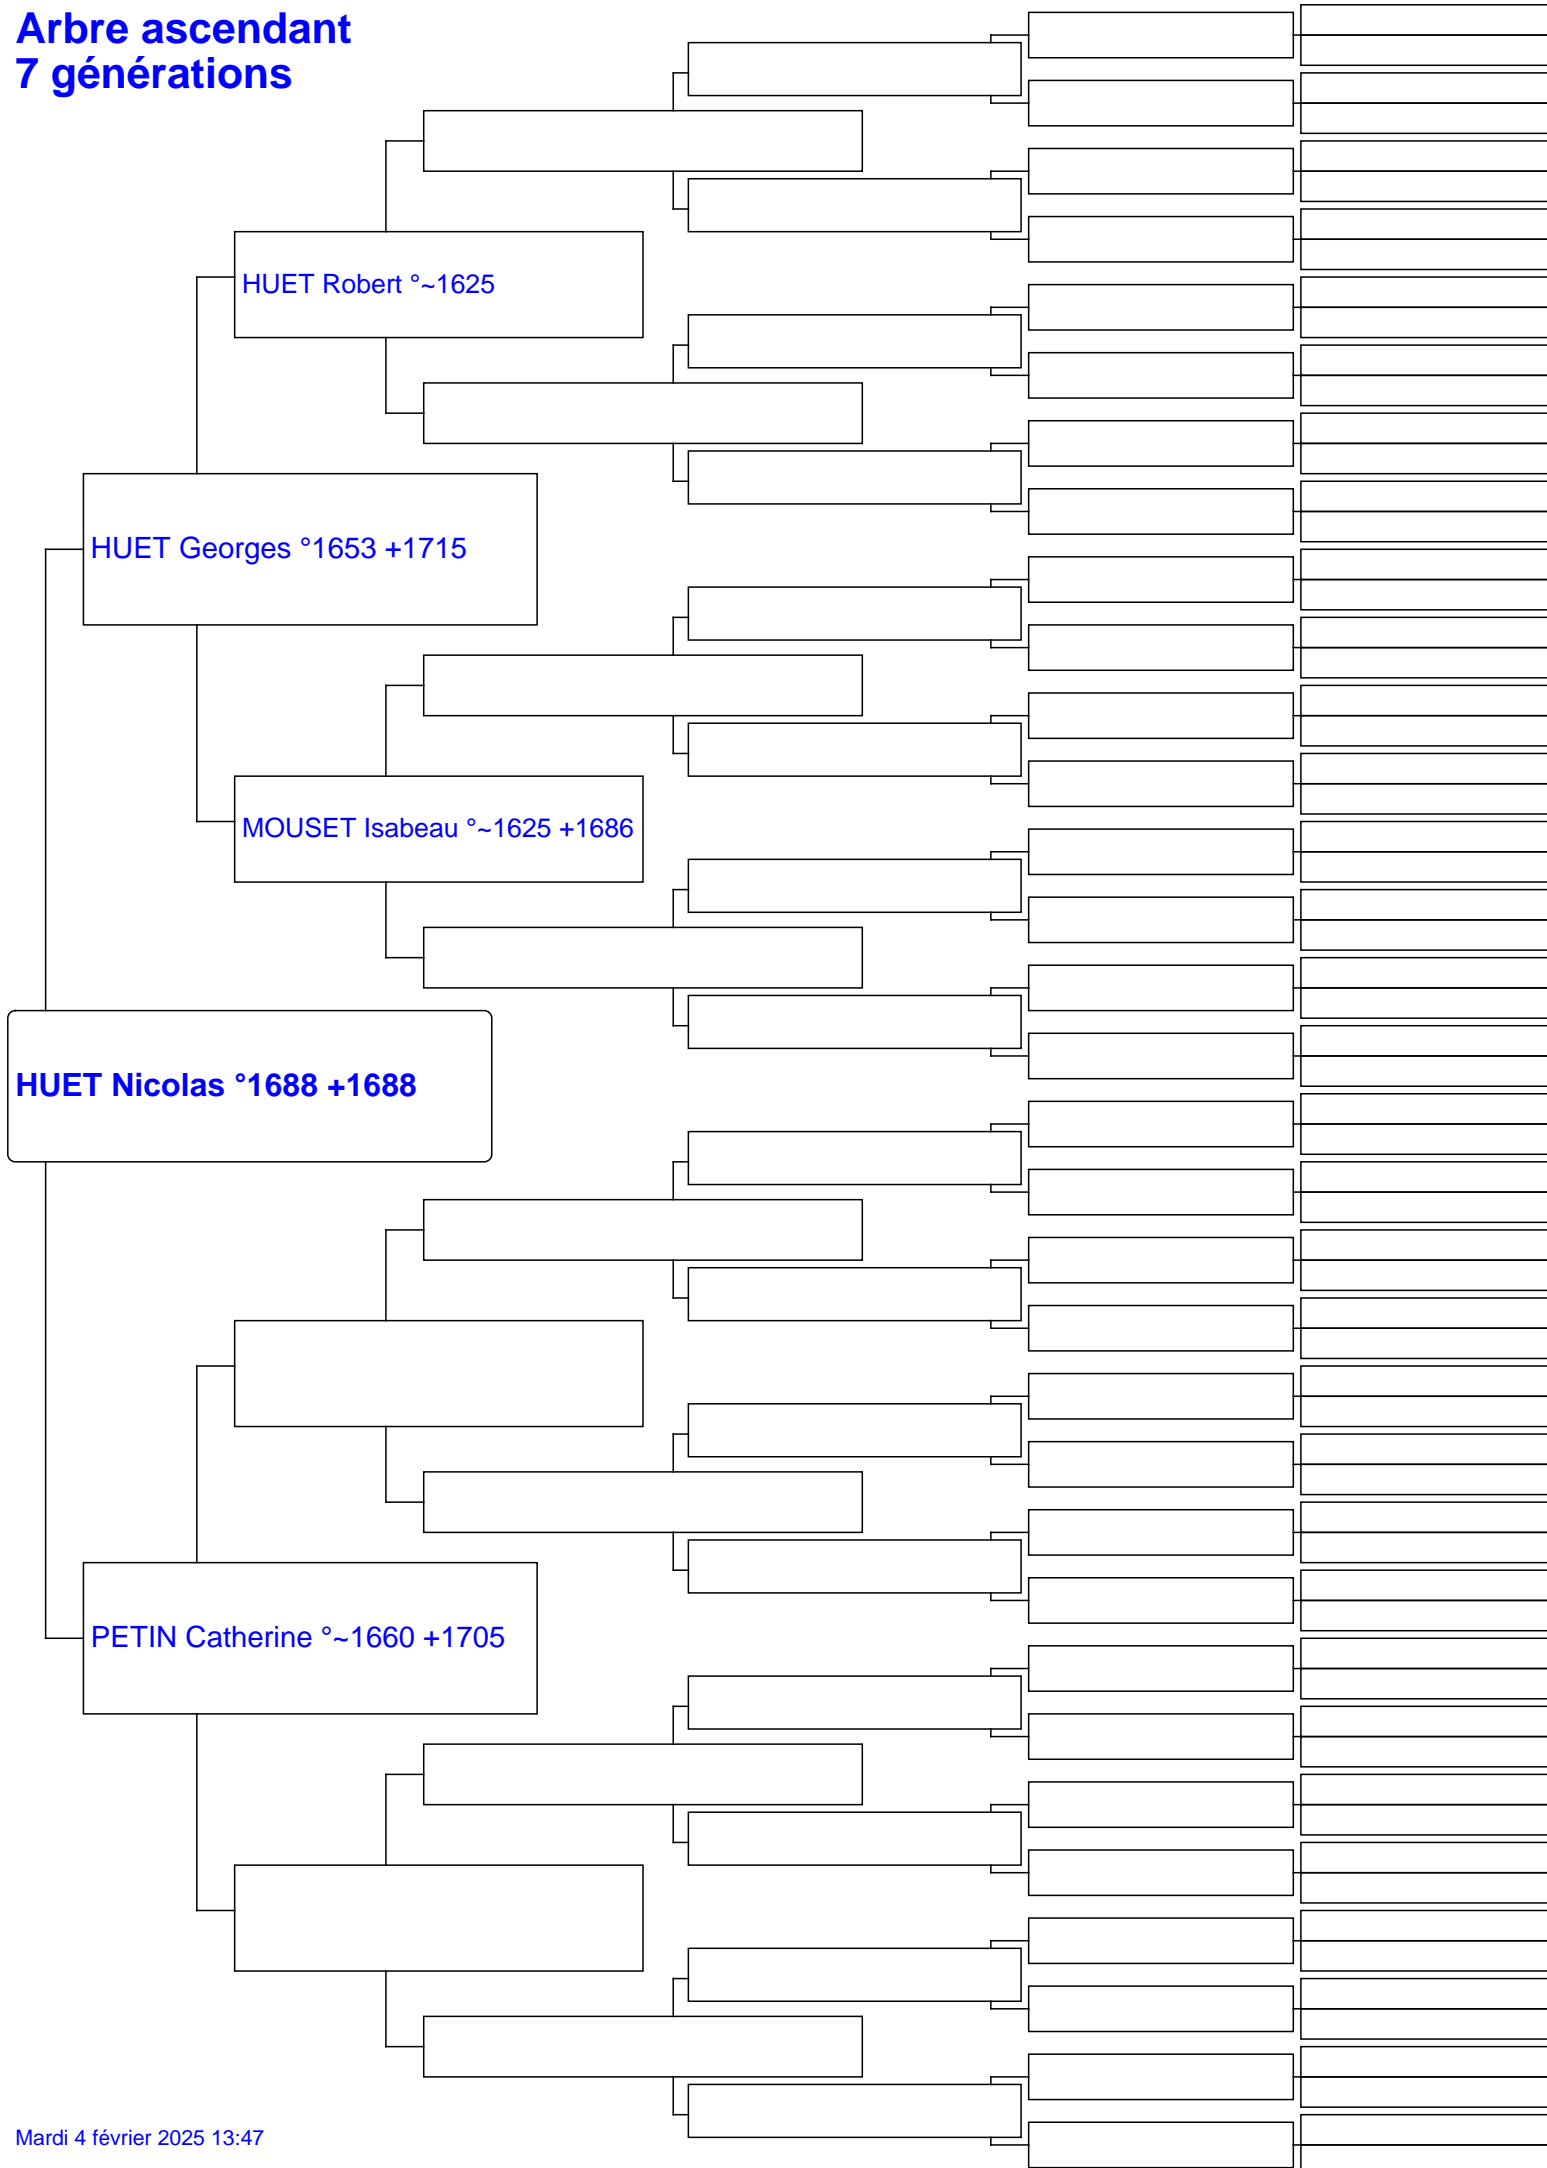 Arbre ascendant
7 générations
HUET Robert °~1625
HUET Georges °1653 +1715
MOUSET Isabeau °~1625 +1686
HUET Nicolas °1688 +1688
PETIN Catherine °~1660 +1705
Mardi 4 février 2025 13:47